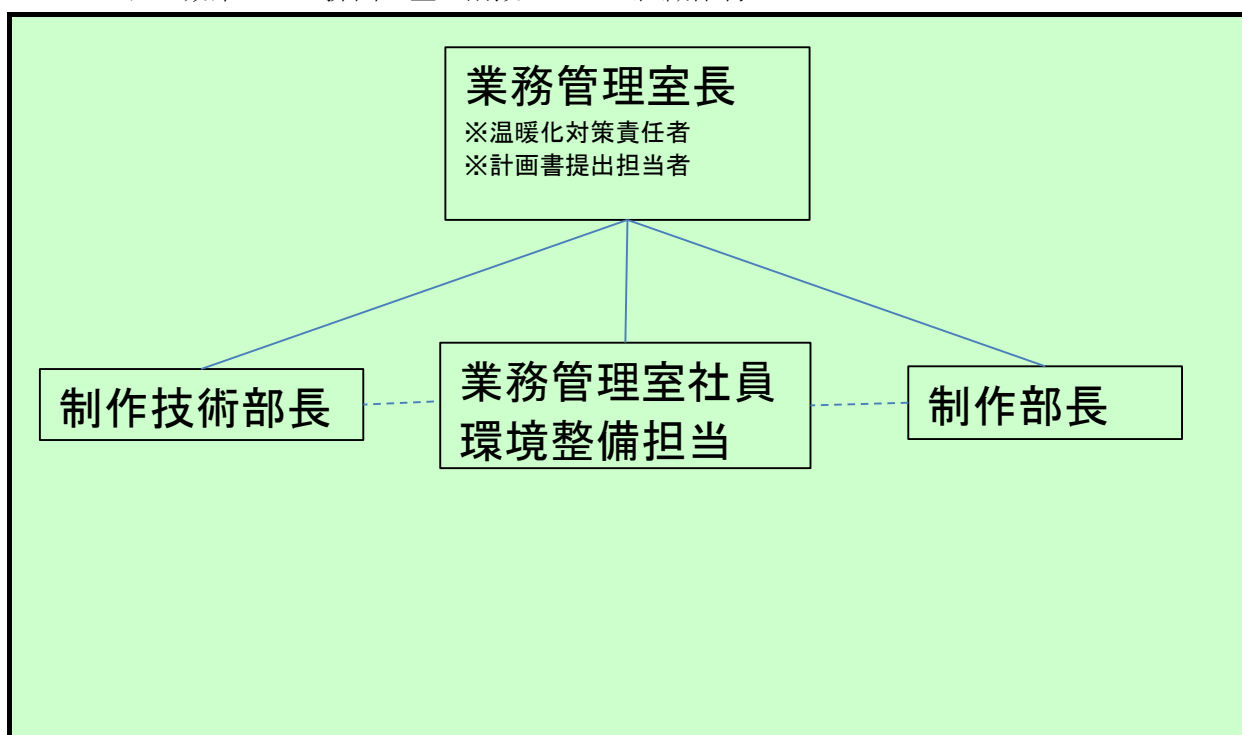 業務管理室長
※温暖化対策責任者
※計画書提出担当者
制作技術部長
業務管理室社員
環境整備担当
制作部長